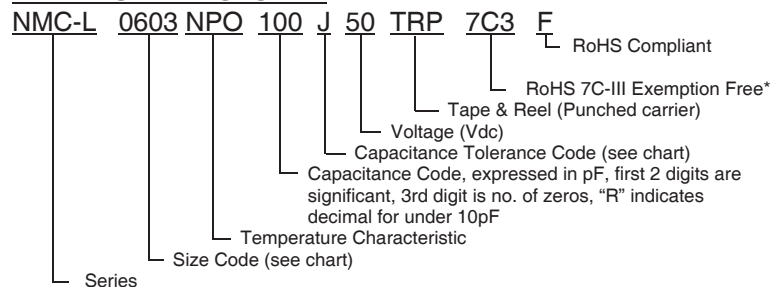 NMC-L 0603 NPO 100 J 50 TRP 7C3 F
RoHS Compliant
RoHS 7C-III Exemption Free*
Tape & Reel (Punched carrier)
Voltage (Vdc)
Capacitance Tolerance Code (see chart)
Capacitance Code, expressed in pF, first 2 digits are
significant, 3rd digit is no. of zeros, “R” indicates
decimal for under 10pF
Temperature Characteristic
Size Code (see chart)
Series